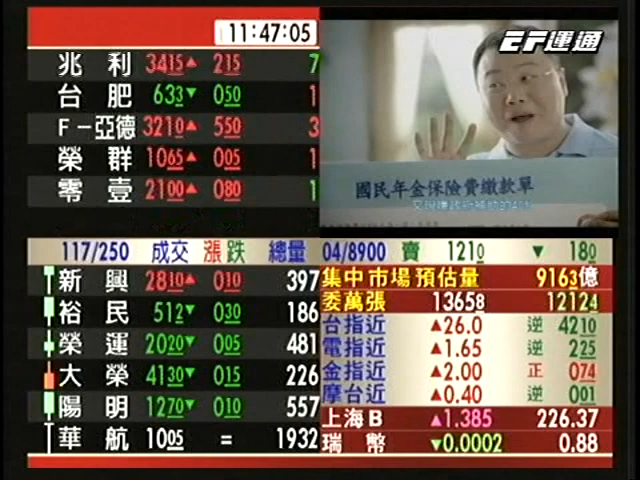 11:47:05
EF運通
兆利 3415▲ 215 7
台肥 633▼ 050 1
F－亞德 3210▲ 550 3
榮群 1065▲ 005 1
零壹 2100▲ 080 1
國民年金保險費繳款單
117/250 成交 漲跌 總量
新興 2810▲ 010 397
裕民 512▼ 030 186
榮運 2020▼ 005 481
大榮 4130▼ 015 226
陽明 1270▼ 010 557
華航 1005 = 1932
04/8900 賣 1210 ▼ 180
集中市場預估量 9163億
委萬張 13658 12124
台指近 ▲26.0 逆 4210
電指近 ▲1.65 逆 225
金指近 ▲2.00 正 074
摩台近 ▲0.40 逆 001
上海B ▲1.385 226.37
瑞幣 ▼0.0002 0.88